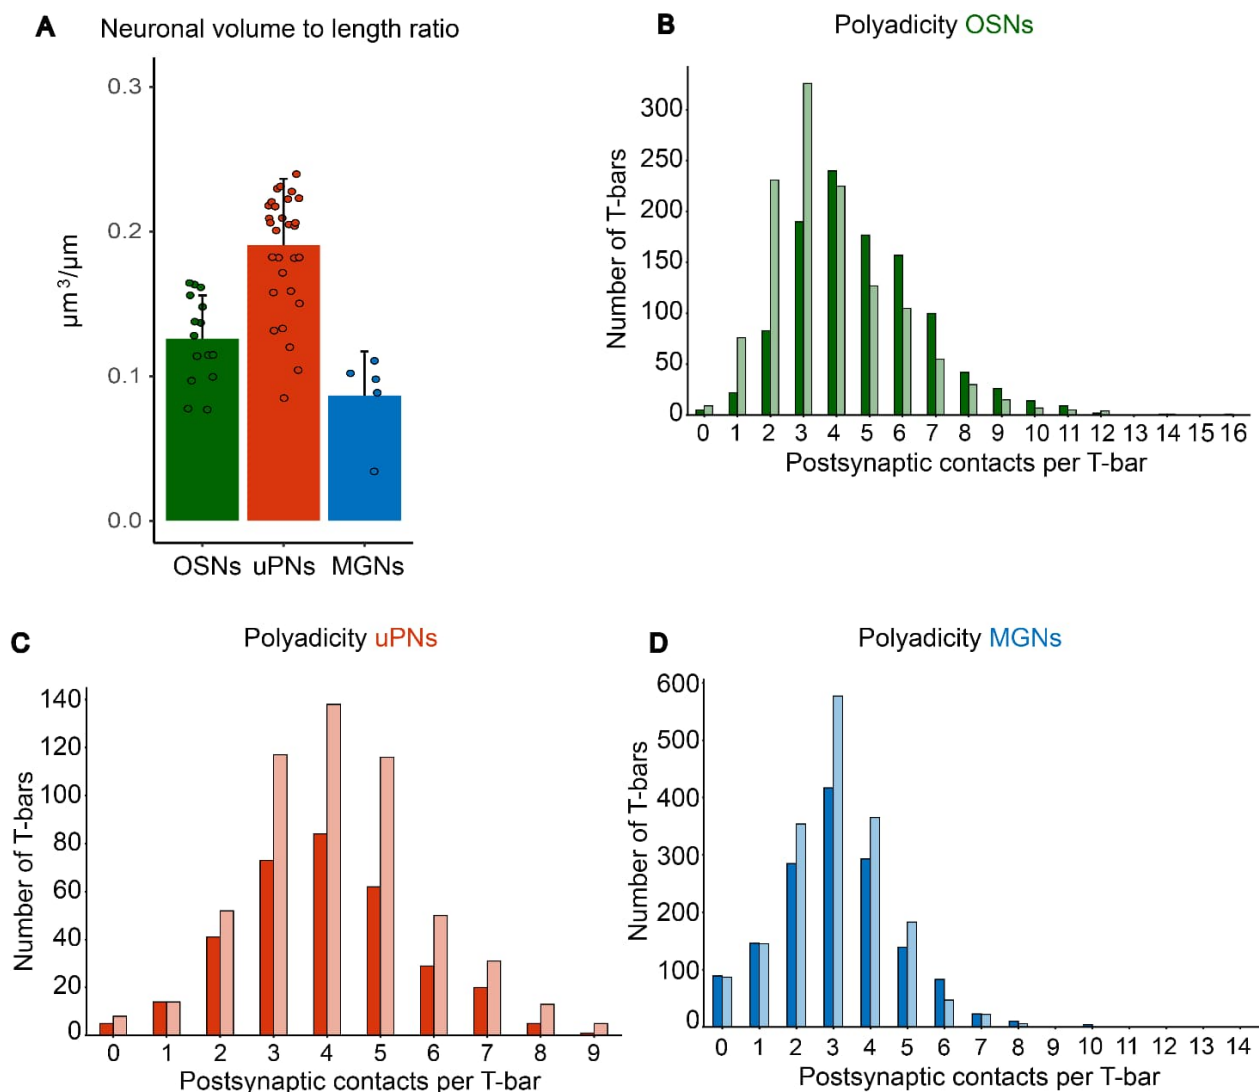 A Neuronal volume to length ratio
μm³/μm
0.3
0.2
0.1
0.0
OSNs uPNs MGNs
B Polyadicity OSNs
Number of T-bars
300
250
200
150
100
50
0
0 1 2 3 4 5 6 7 8 9 10 11 12 13 14 15 16
Postsynaptic contacts per T-bar
C Polyadicity uPNs
Number of T-bars
140
120
100
80
60
40
20
0
0 1 2 3 4 5 6 7 8 9
Postsynaptic contacts per T-bar
D Polyadicity MGNs
Number of T-bars
600
500
400
300
200
100
0
0 1 2 3 4 5 6 7 8 9 10 11 12 13 14
Postsynaptic contacts per T-bar